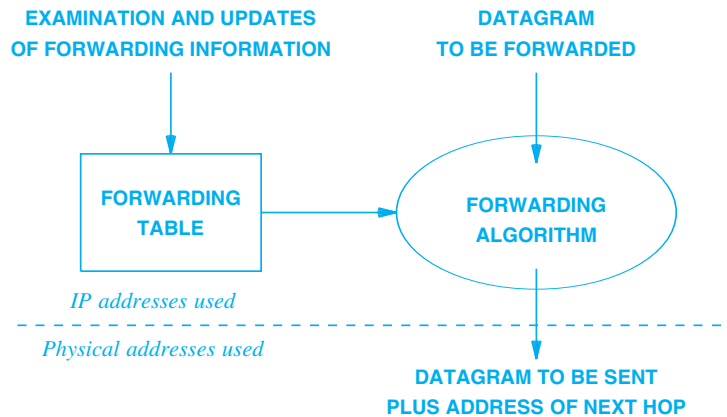 EXAMINATION AND UPDATES
OF FORWARDING INFORMATION
DATAGRAM
TO BE FORWARDED
FORWARDING
TABLE
FORWARDING
ALGORITHM
IP addresses used
Physical addresses used
DATAGRAM TO BE SENT
PLUS ADDRESS OF NEXT HOP